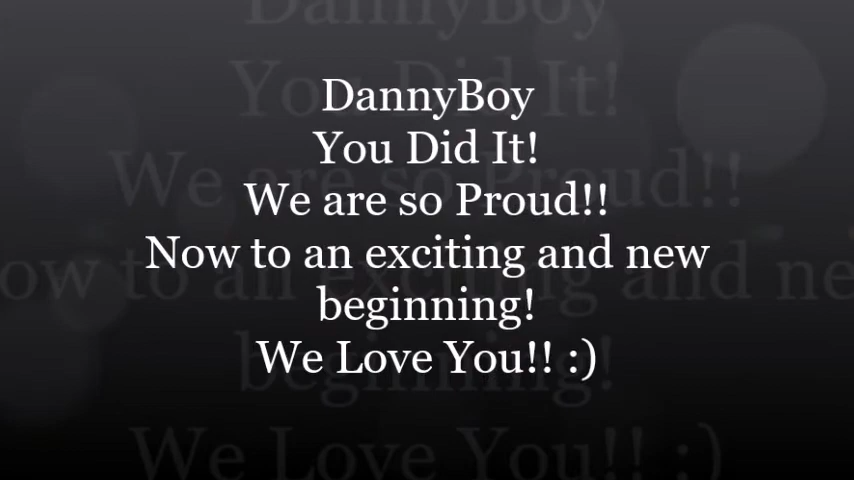 DannyBoy
You Did It!
We are so Proud!!
Now to an exciting and new
beginning!
We Love You!! :)